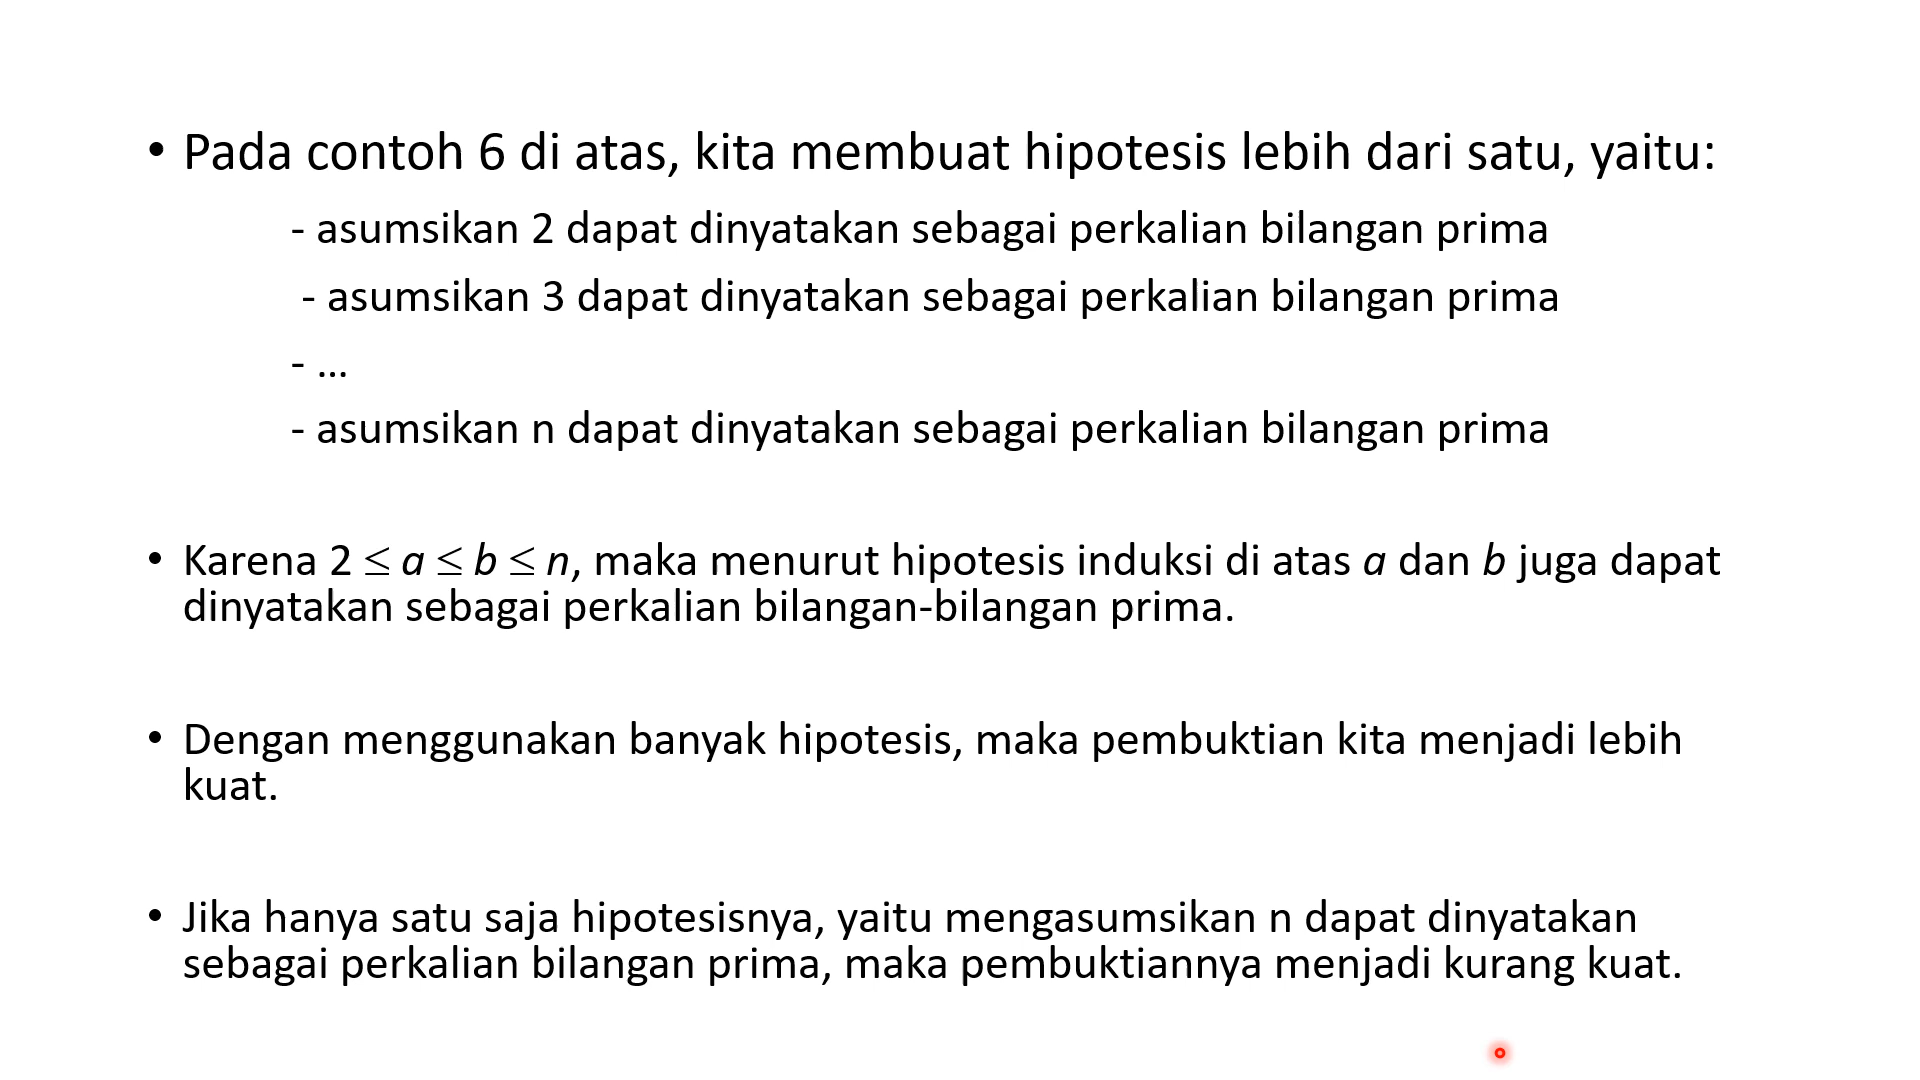 • Pada contoh 6 di atas, kita membuat hipotesis lebih dari satu, yaitu:
- asumsikan 2 dapat dinyatakan sebagai perkalian bilangan prima
- asumsikan 3 dapat dinyatakan sebagai perkalian bilangan prima
- …
- asumsikan n dapat dinyatakan sebagai perkalian bilangan prima
• Karena 2 ≤ a ≤ b ≤ n, maka menurut hipotesis induksi di atas a dan b juga dapat
dinyatakan sebagai perkalian bilangan-bilangan prima.
• Dengan menggunakan banyak hipotesis, maka pembuktian kita menjadi lebih
kuat.
• Jika hanya satu saja hipotesisnya, yaitu mengasumsikan n dapat dinyatakan
sebagai perkalian bilangan prima, maka pembuktiannya menjadi kurang kuat.